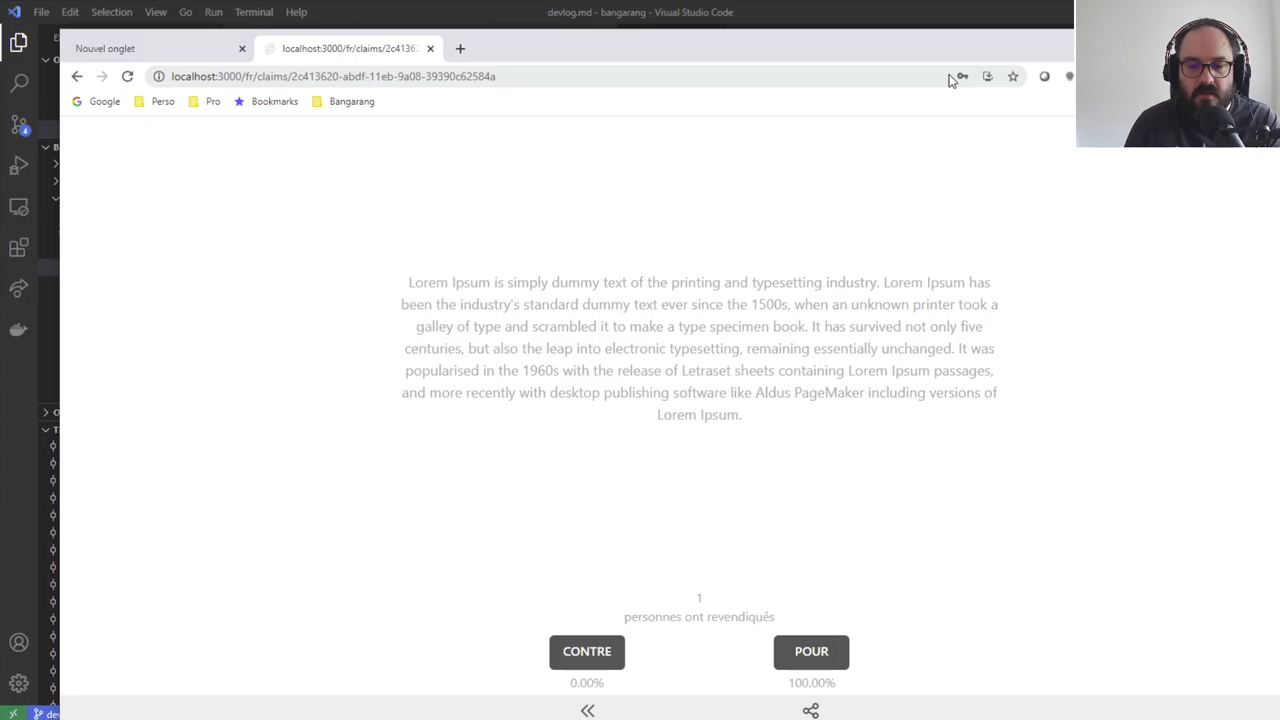 File Edit Selection View Go Run Terminal Help devlog.md - bangarang - Visual Studio Code
Nouvel onglet
localhost:3000/fr/claims/2c4136
localhost:3000/fr/claims/2c413620-abdf-11eb-9a08-39390c62584a
Google Perso Pro Bookmarks Bangarang
Lorem Ipsum is simply dummy text of the printing and typesetting industry. Lorem Ipsum has
been the industry's standard dummy text ever since the 1500s, when an unknown printer took a
galley of type and scrambled it to make a type specimen book. It has survived not only five
centuries, but also the leap into electronic typesetting, remaining essentially unchanged. It was
popularised in the 1960s with the release of Letraset sheets containing Lorem Ipsum passages,
and more recently with desktop publishing software like Aldus PageMaker including versions of
Lorem Ipsum.
1
personnes ont revendiqués
CONTRE POUR
0.00% 100.00%
4
E
O
B
O
T
dev